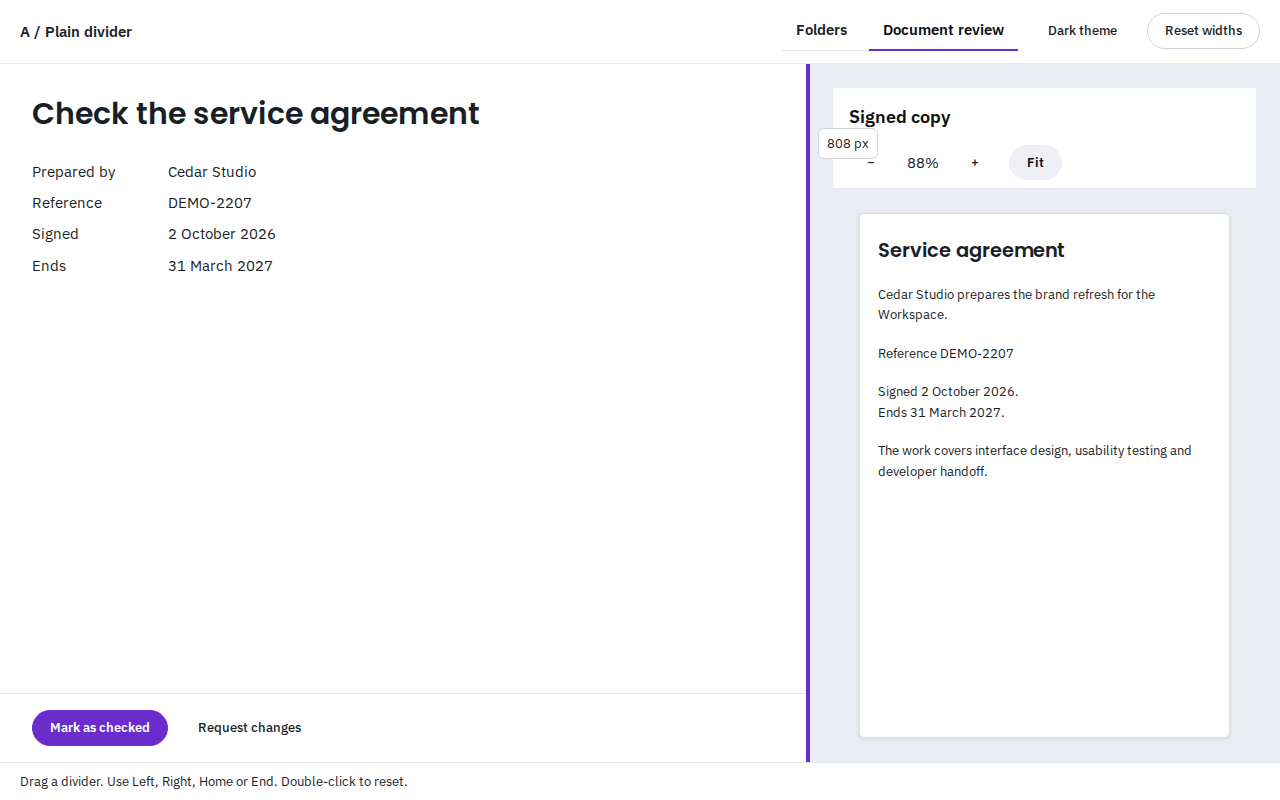 A / Plain divider
Folders
Document review
Dark theme
Reset widths
Check the service agreement
Prepared by Cedar Studio
Reference DEMO-2207
Signed 2 October 2026
Ends 31 March 2027
Mark as checked
Request changes
Signed copy
808 px
− 88% + Fit
Service agreement
Cedar Studio prepares the brand refresh for the
Workspace.
Reference DEMO-2207
Signed 2 October 2026.
Ends 31 March 2027.
The work covers interface design, usability testing and
developer handoff.
Drag a divider. Use Left, Right, Home or End. Double-click to reset.